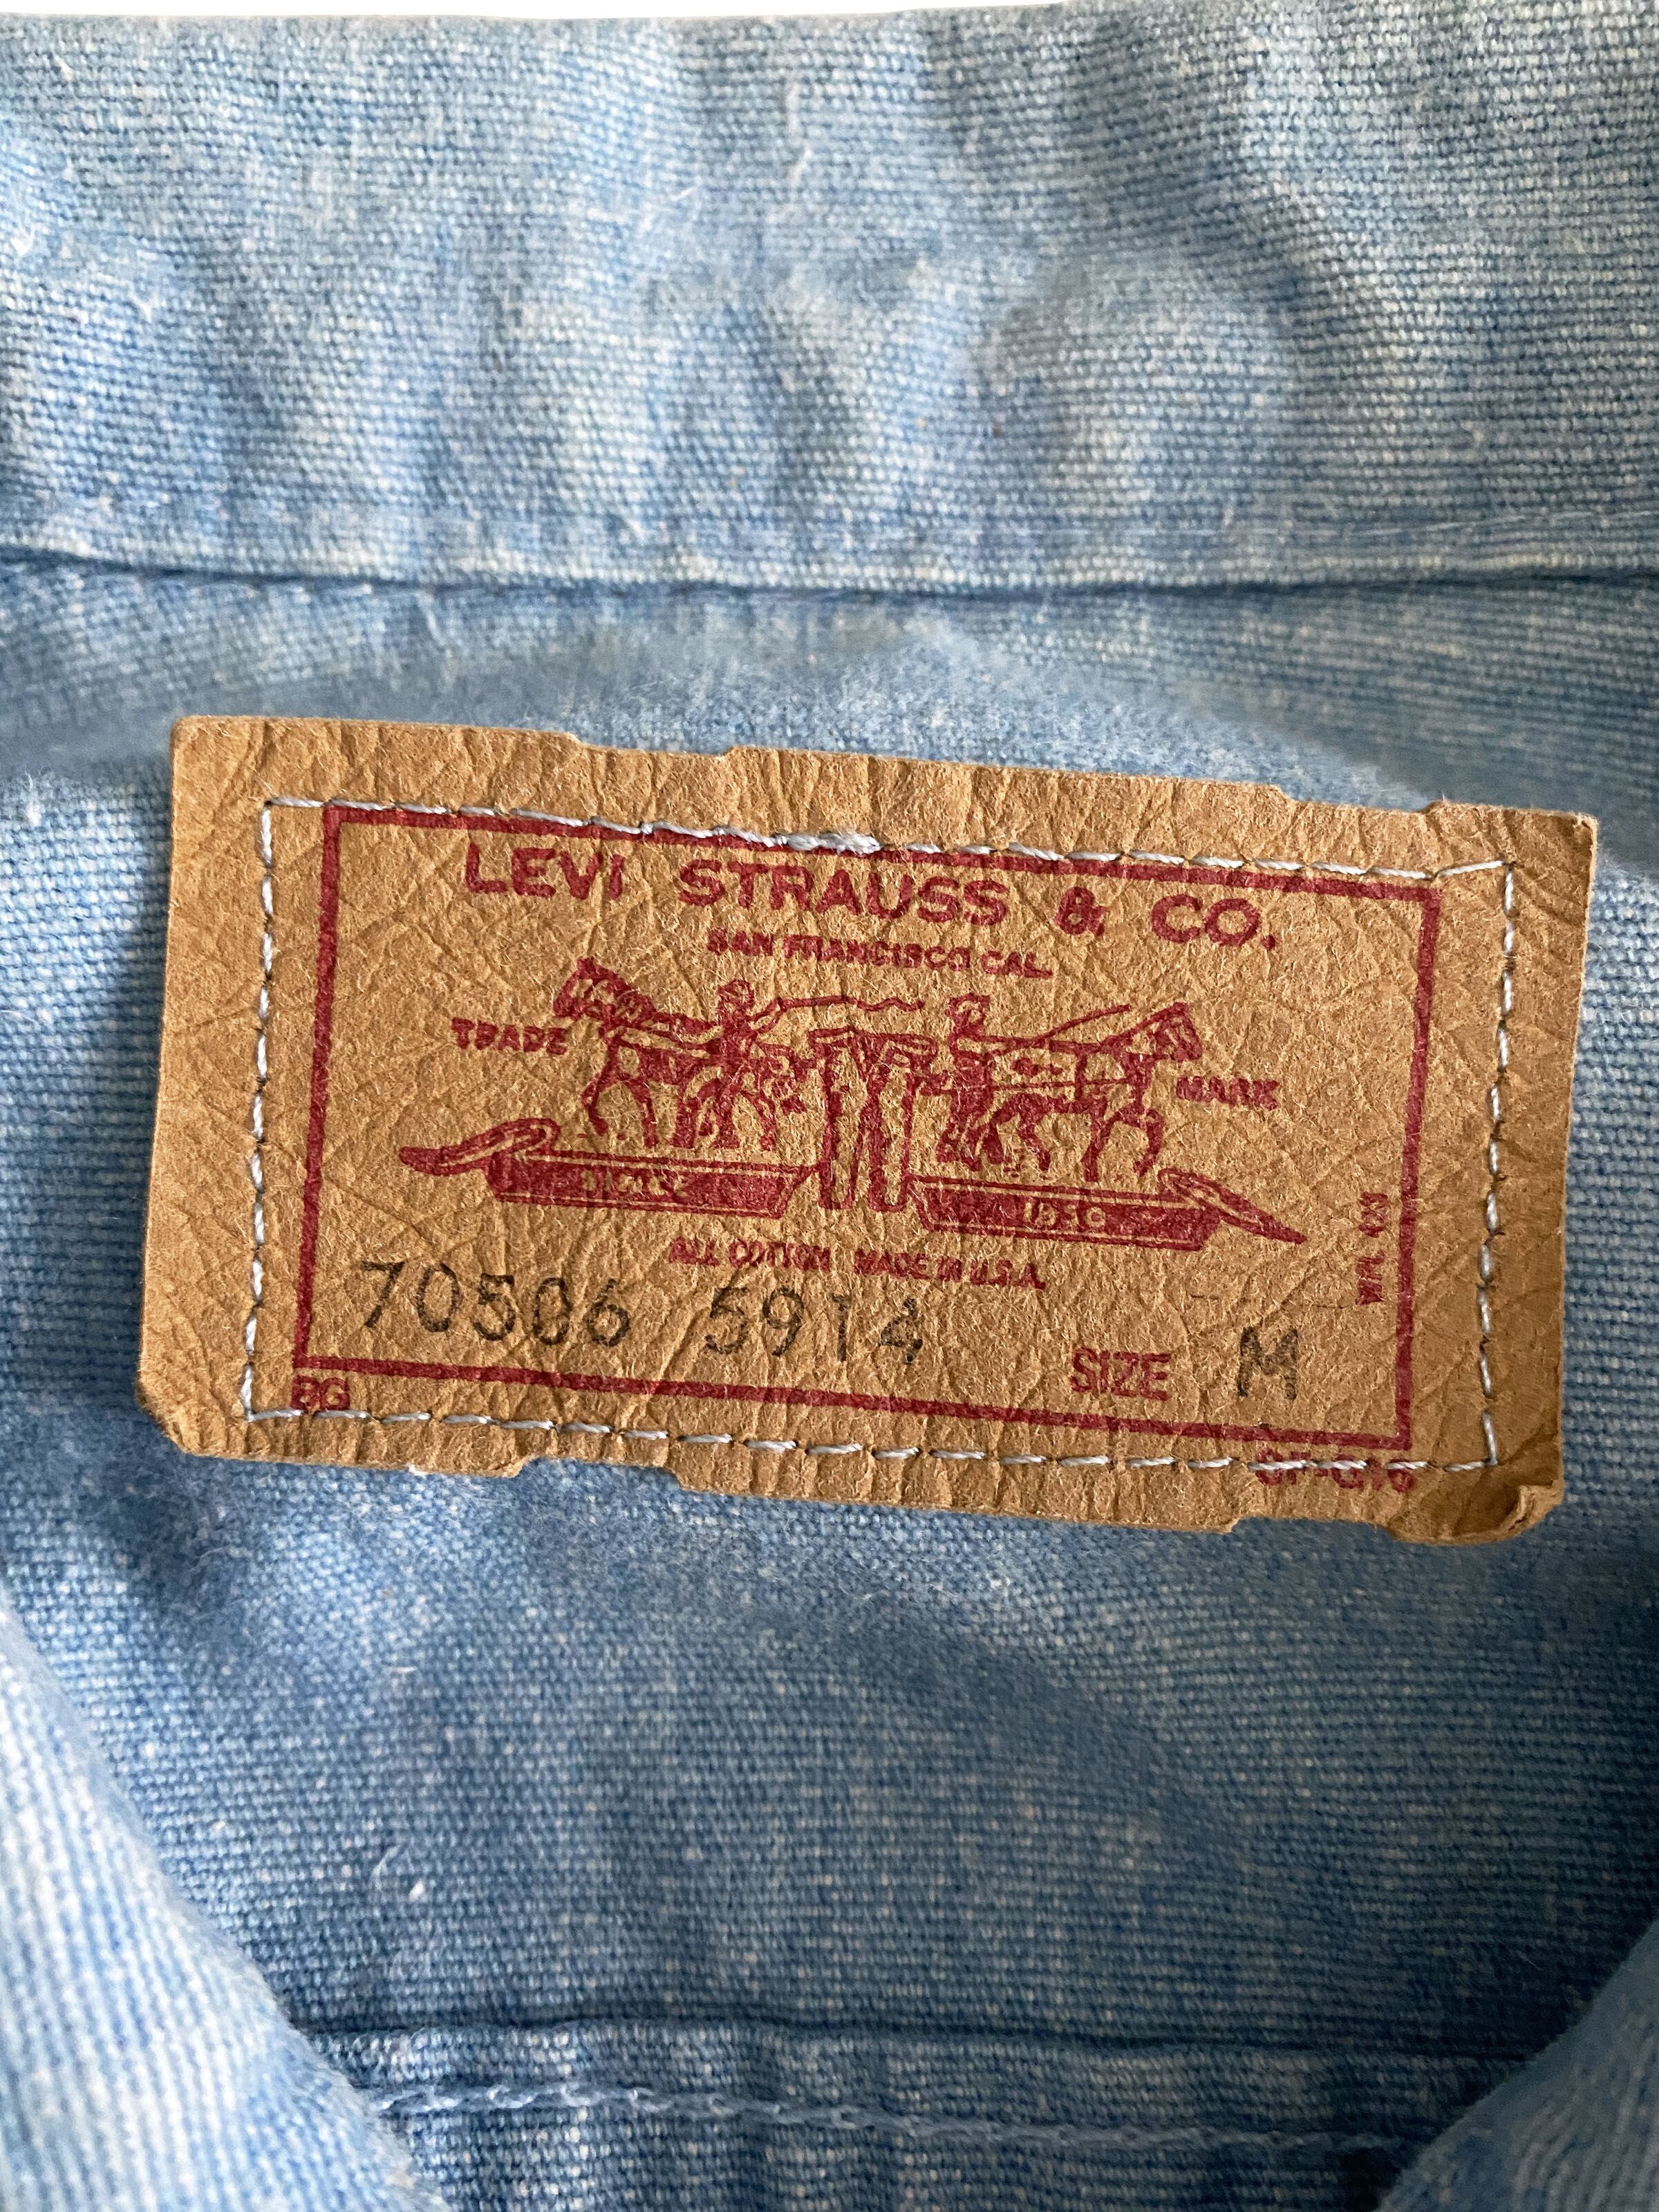 LEVI STRAUSS & CO.
SAN FRANCISCO CAL.
TRADE MARK
ALL COTTON MADE IN U.S.A.
70506 5914
SIZE M